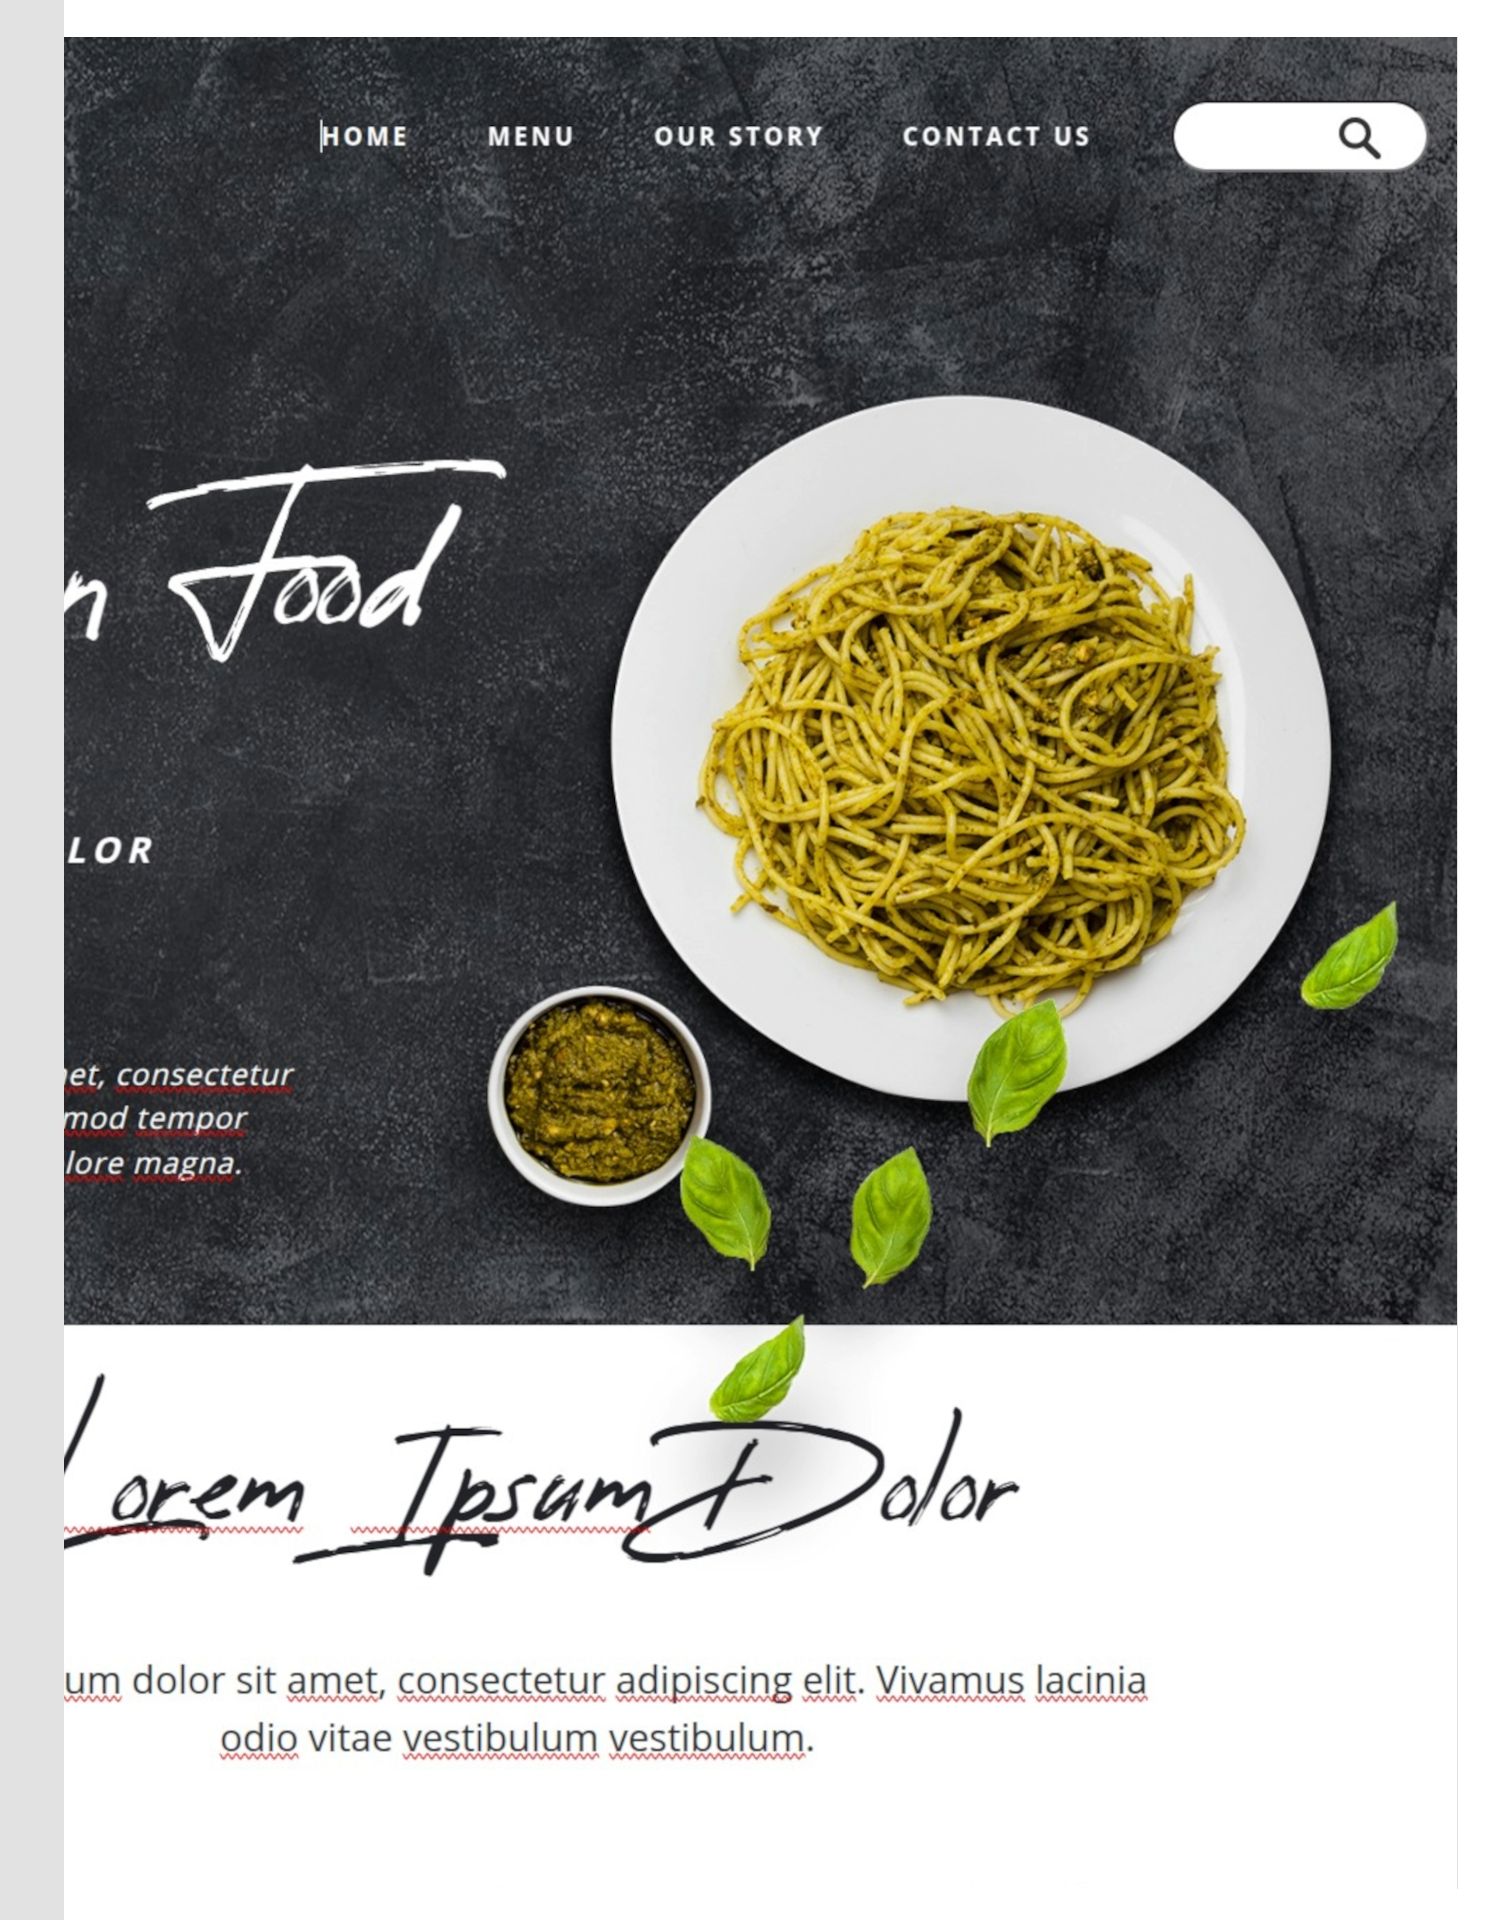 HOME MENU OUR STORY CONTACT US
n Food
LOR
et, consectetur
mod tempor
lore magna.
Lorem Ipsum Dolor
um dolor sit amet, consectetur adipiscing elit. Vivamus lacinia
odio vitae vestibulum vestibulum.